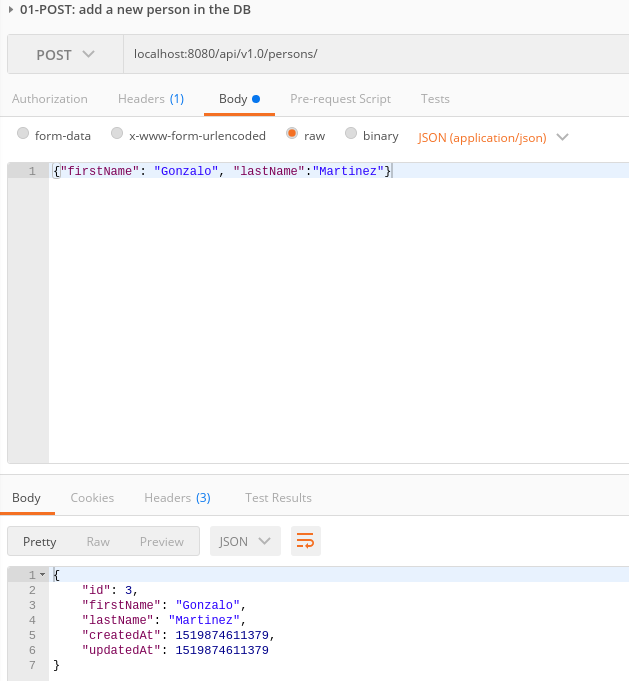 01-POST: add a new person in the DB
POST localhost:8080/api/v1.0/persons/
Authorization Headers (1) Body Pre-request Script Tests
form-data x-www-form-urlencoded raw binary JSON (application/json)
1 {"firstName": "Gonzalo", "lastName":"Martinez"}
Body Cookies Headers (3) Test Results
Pretty Raw Preview JSON
1 {
2 "id": 3,
3 "firstName": "Gonzalo",
4 "lastName": "Martinez",
5 "createdAt": 1519874611379,
6 "updatedAt": 1519874611379
7 }